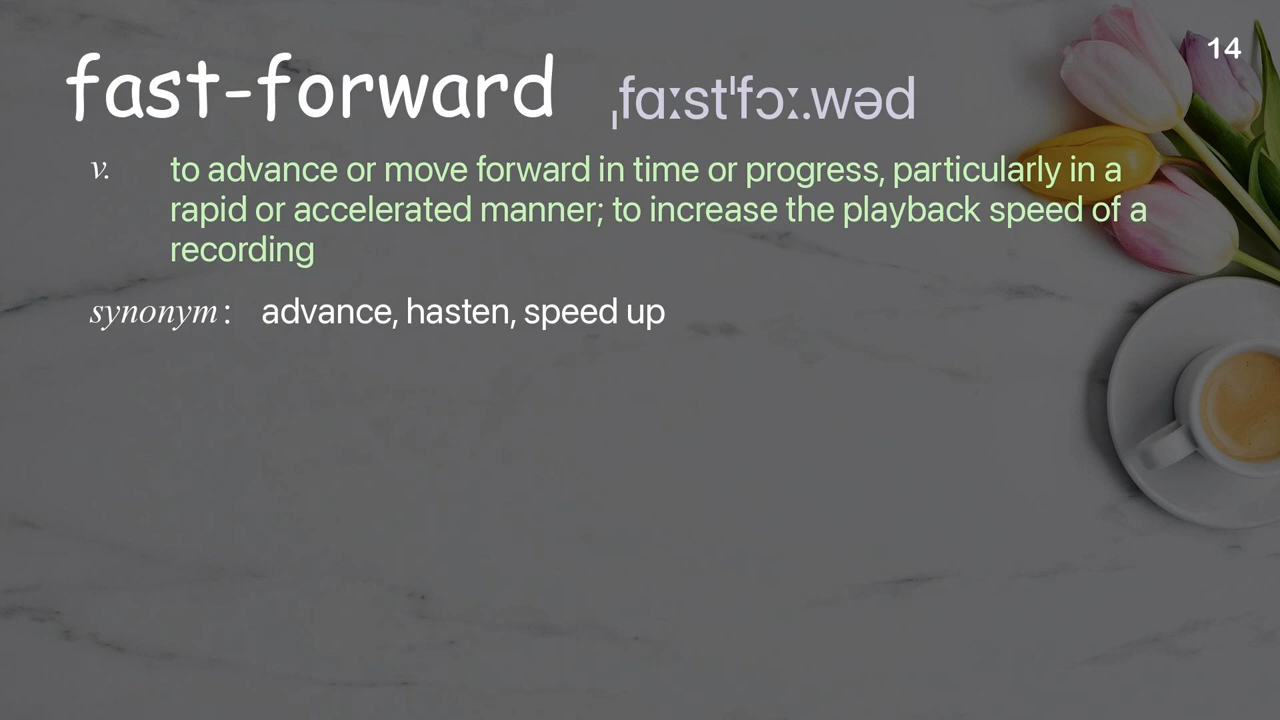 14
fast-forward ˌfɑːstˈfɔː.wəd
v. to advance or move forward in time or progress, particularly in a
rapid or accelerated manner; to increase the playback speed of a
recording
synonym : advance, hasten, speed up